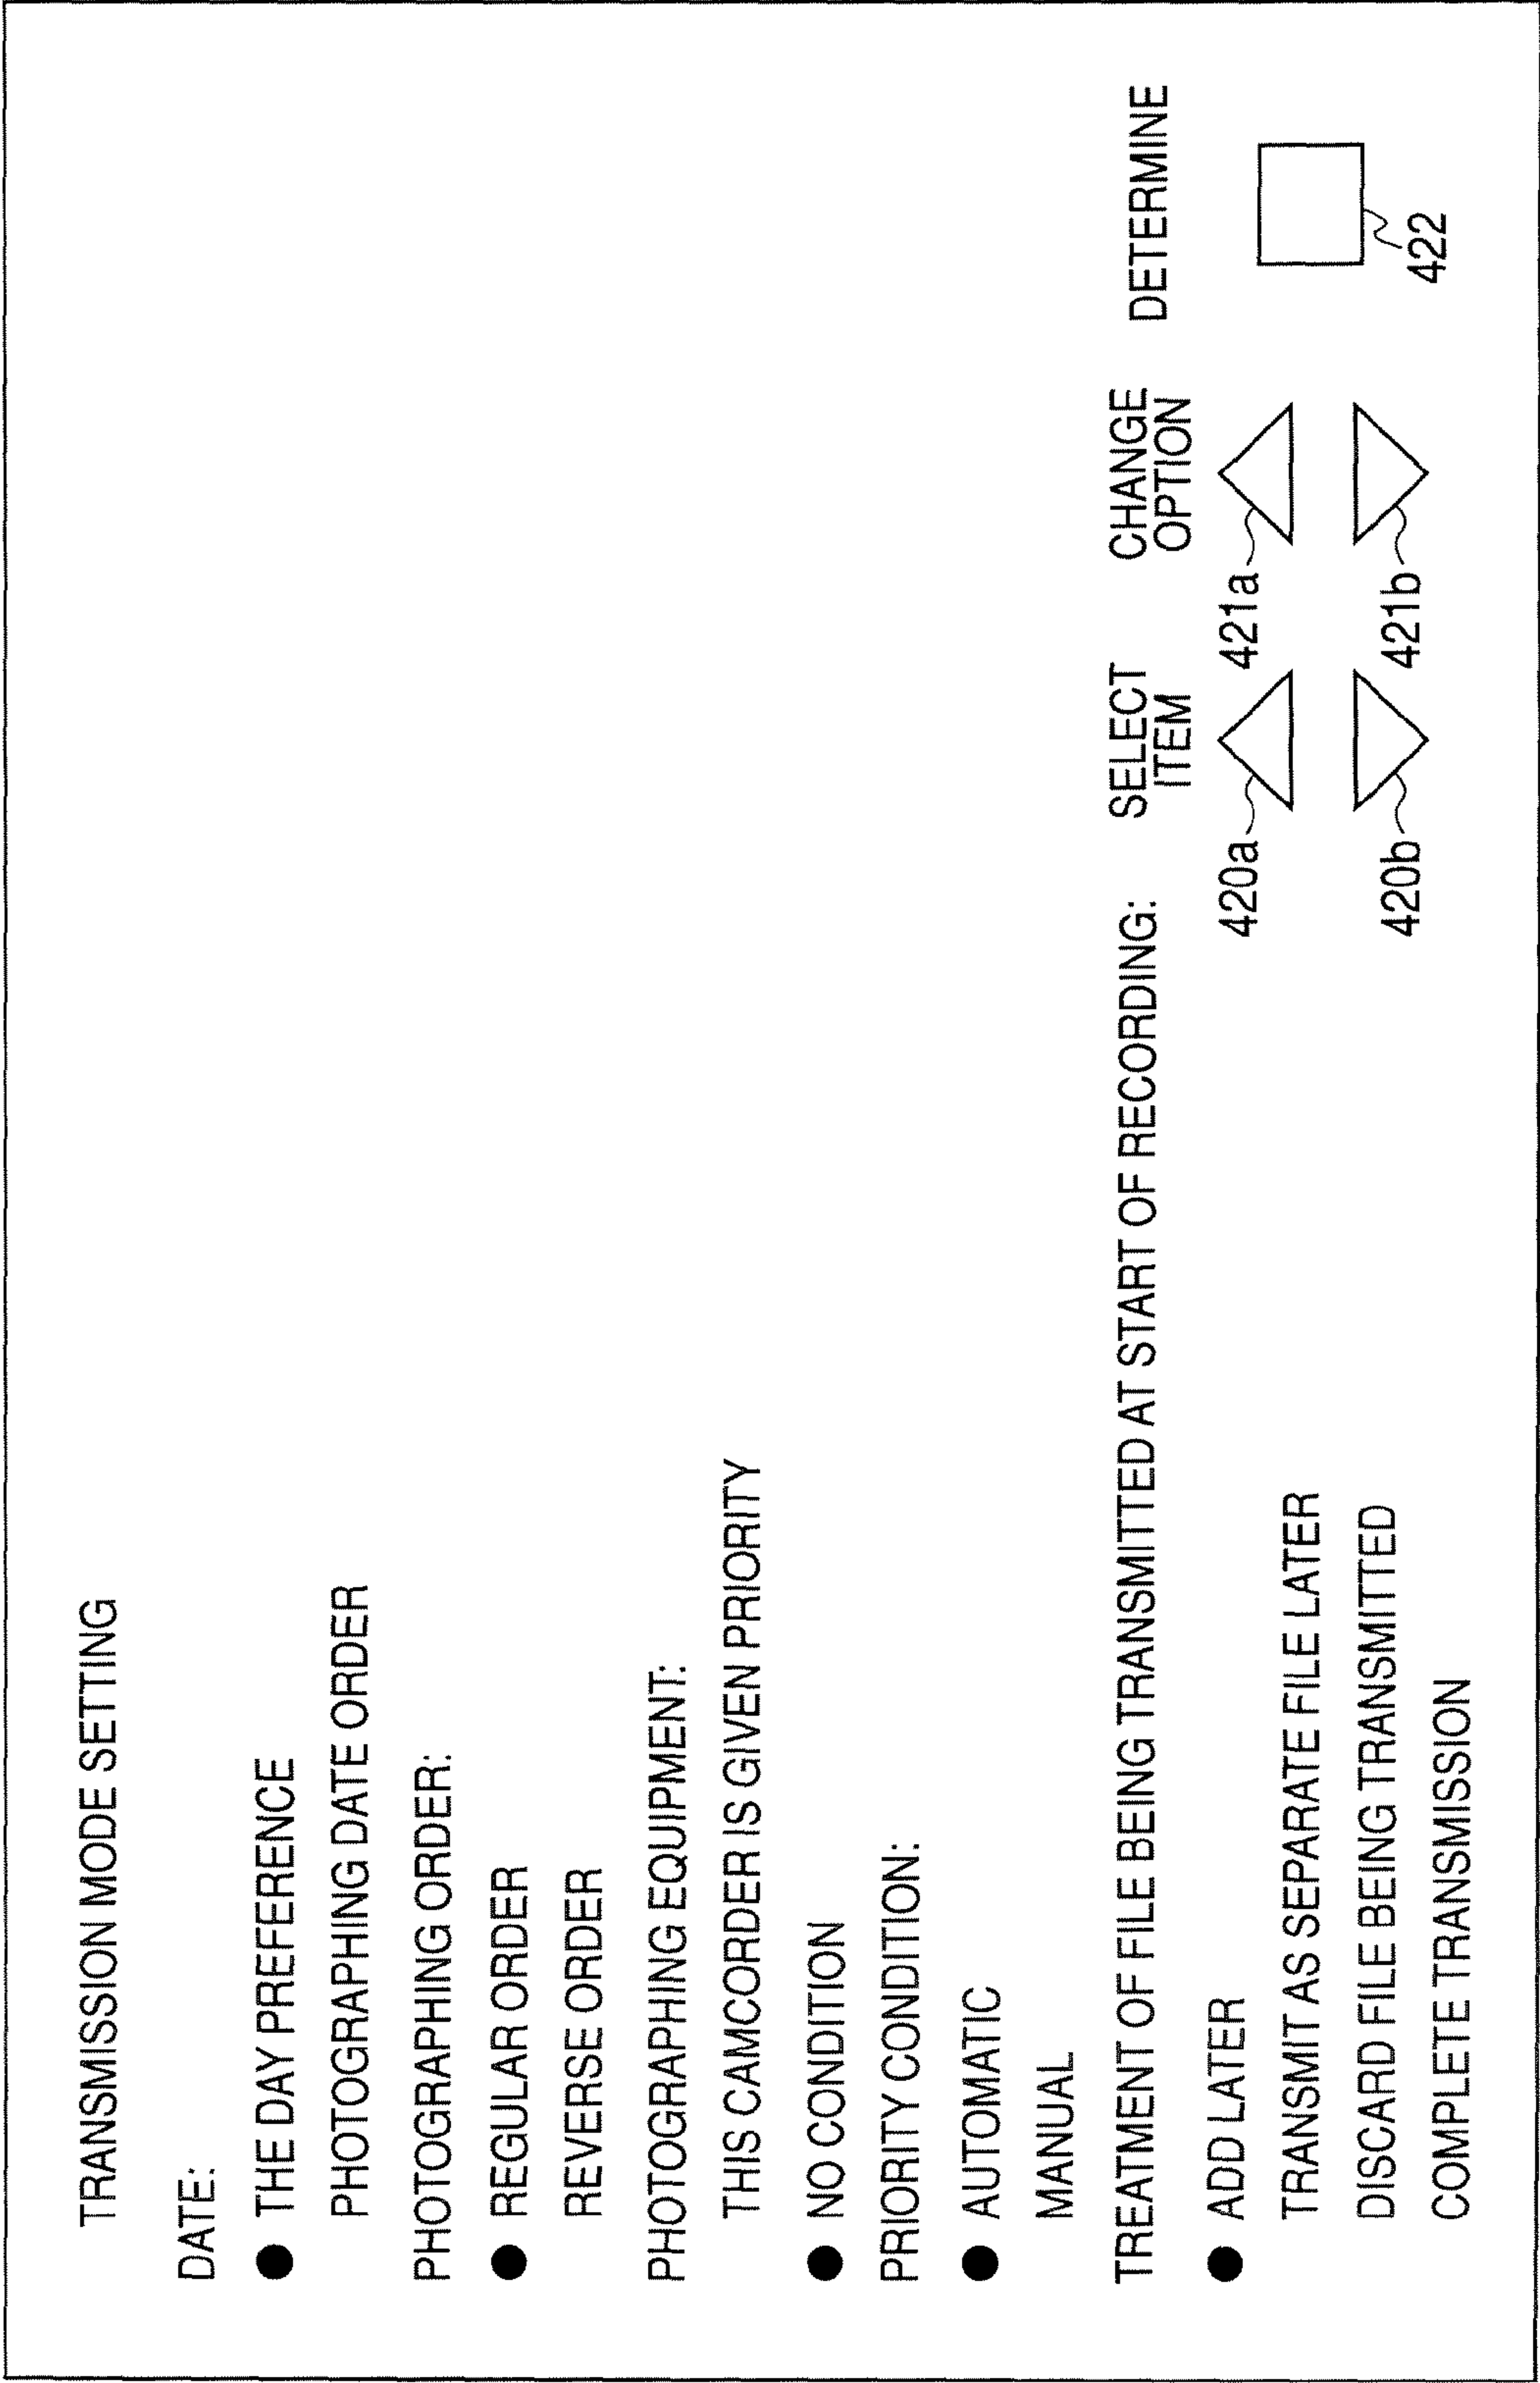 TRANSMISSION MODE SETTING
DATE:
● THE DAY PREFERENCE
PHOTOGRAPHING DATE ORDER
PHOTOGRAPHING ORDER:
● REGULAR ORDER
REVERSE ORDER
PHOTOGRAPHING EQUIPMENT:
THIS CAMCORDER IS GIVEN PRIORITY
● NO CONDITION
PRIORITY CONDITION:
● AUTOMATIC
MANUAL
TREATMENT OF FILE BEING TRANSMITTED AT START OF RECORDING:
● ADD LATER
TRANSMIT AS SEPARATE FILE LATER
DISCARD FILE BEING TRANSMITTED
COMPLETE TRANSMISSION
SELECT
ITEM
420a
420b
CHANGE
OPTION
421a
421b
DETERMINE
422